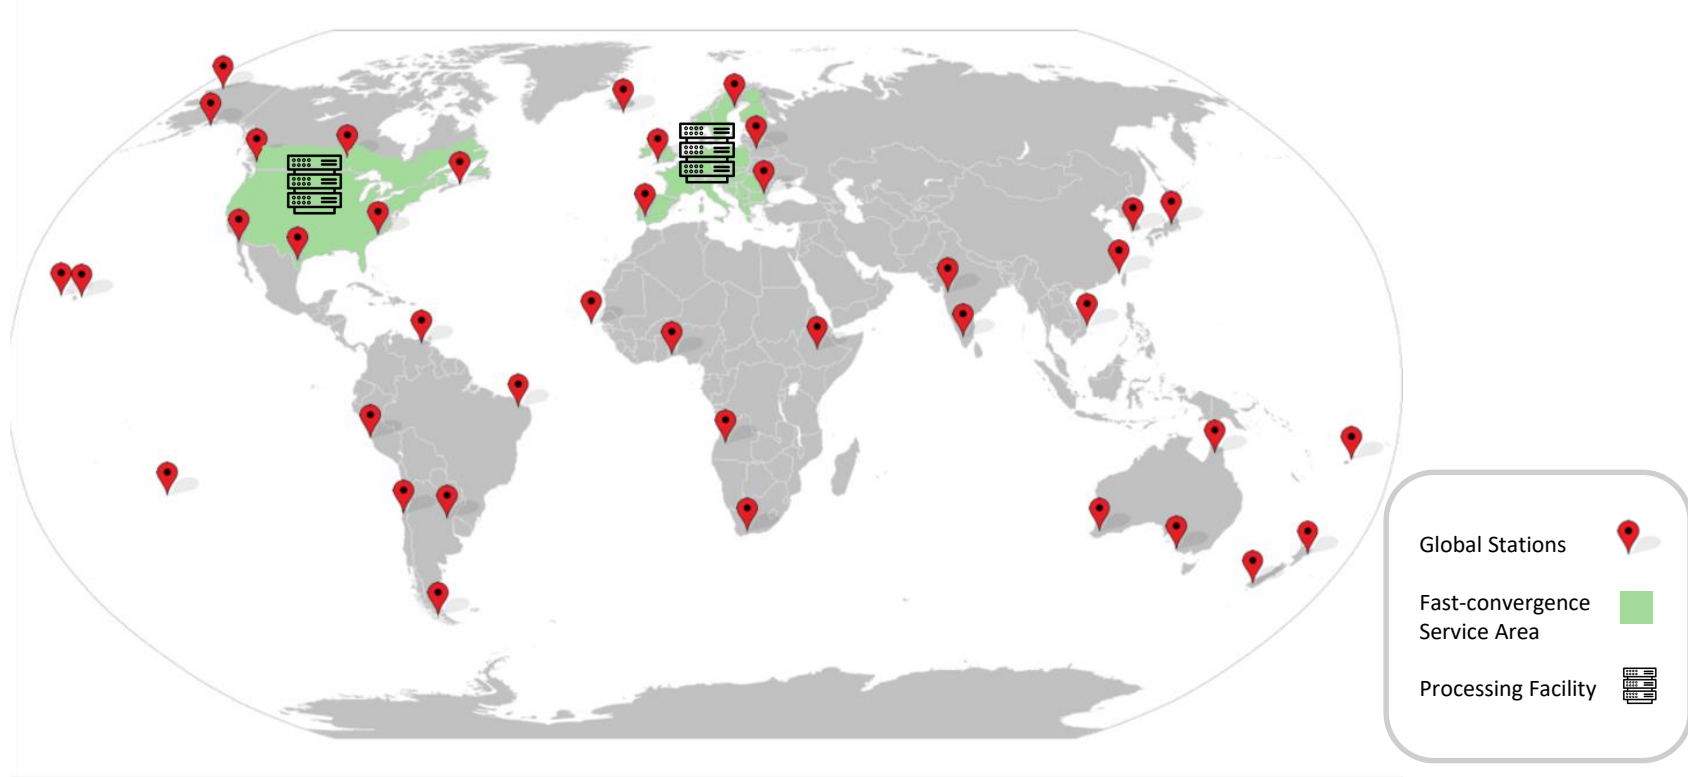 Global Stations
Fast-convergence
Service Area
Processing Facility